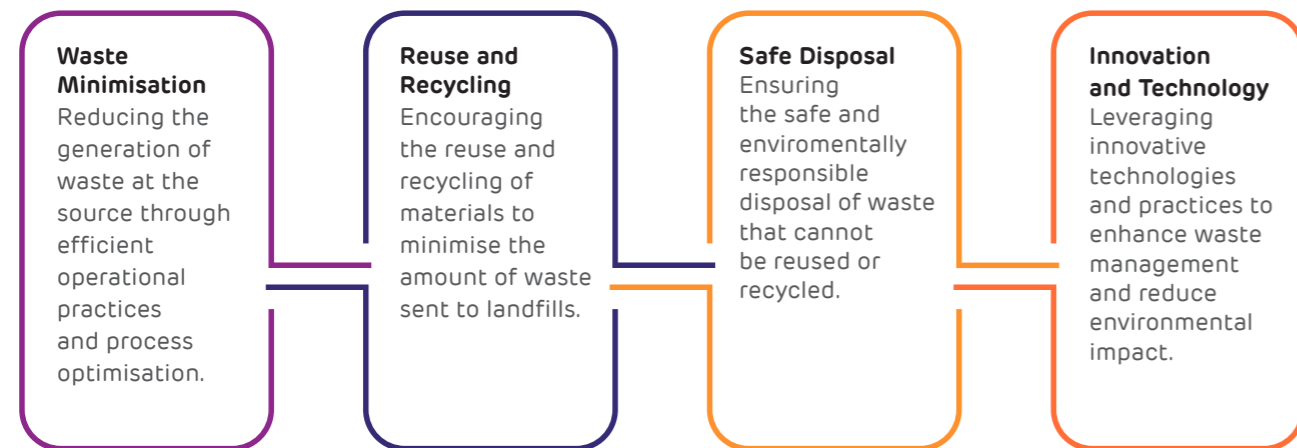 Waste
Minimisation
Reducing the
generation of
waste at the
source through
efficient
operational
practices
and process
optimisation.
Reuse and
Recycling
Encouraging
the reuse and
recycling of
materials to
minimise the
amount of waste
sent to landfills.
Safe Disposal
Ensuring
the safe and
enviromentally
responsible
disposal of waste
that cannot
be reused or
recycled.
Innovation
and Technology
Leveraging
innovative
technologies
and practices to
enhance waste
management
and reduce
environmental
impact.